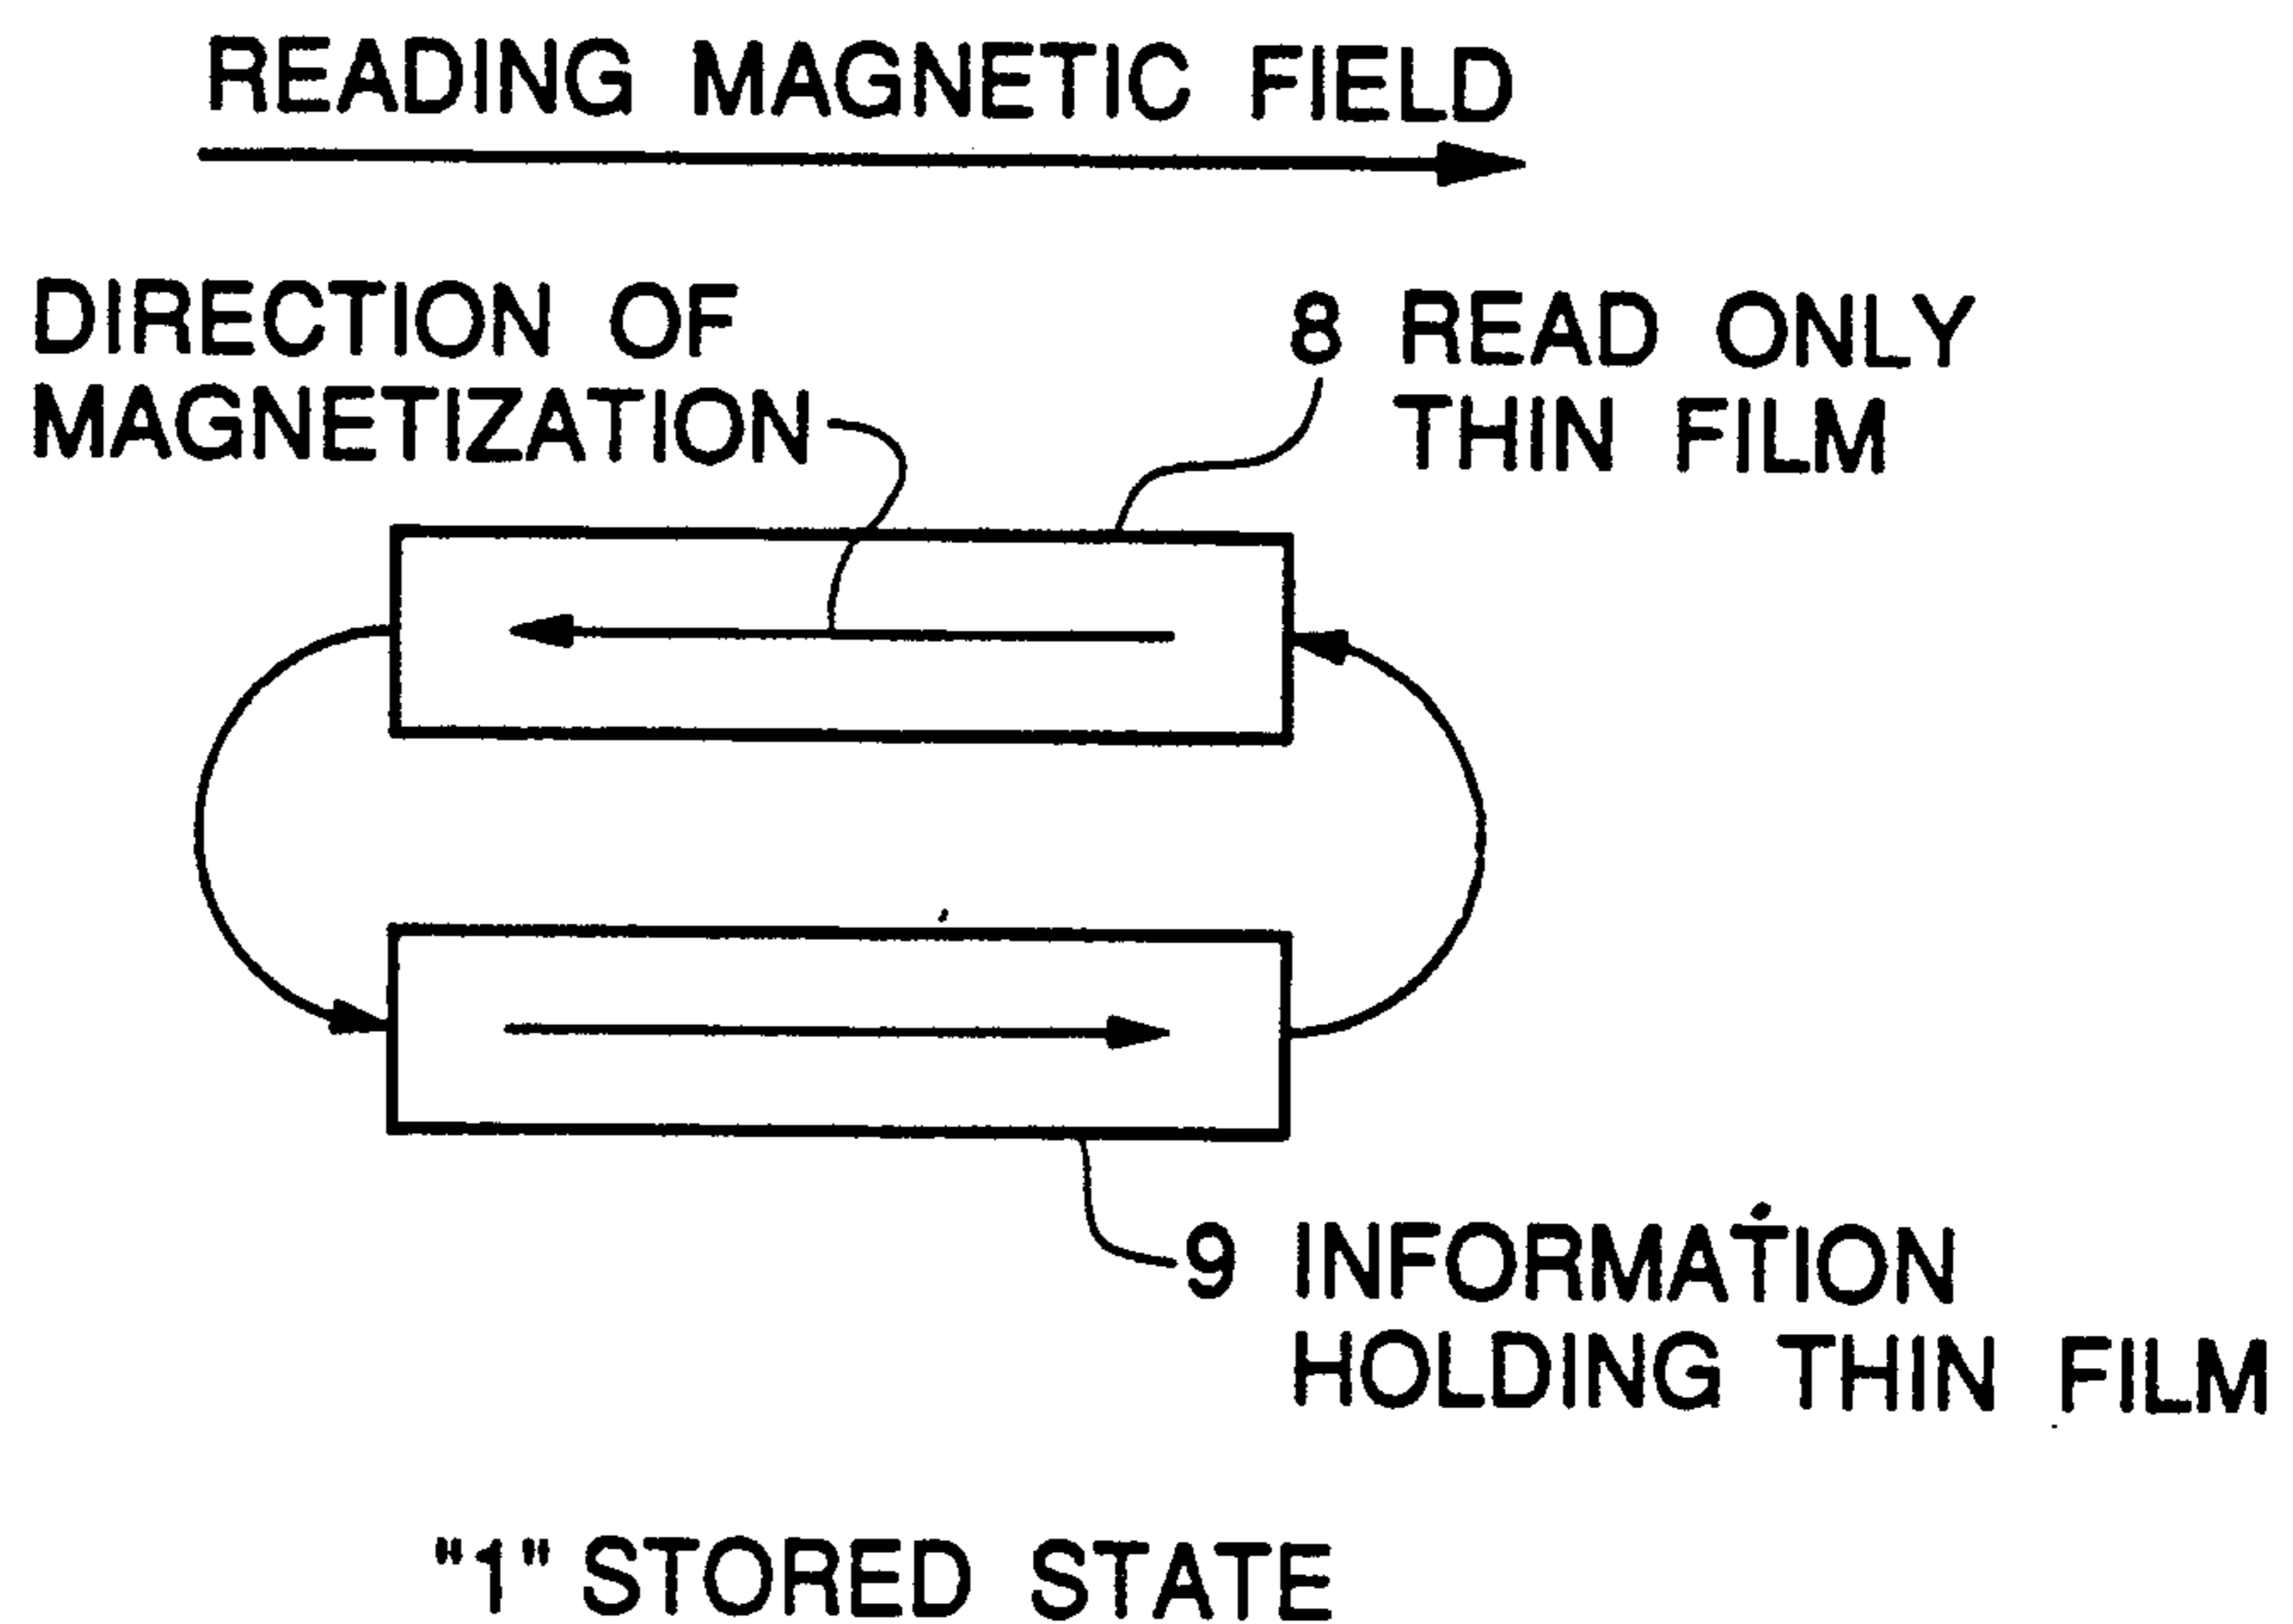 READING MAGNETIC FIELD
DIRECTION OF
MAGNETIZATION
8 READ ONLY
THIN FILM
9 INFORMATION
HOLDING THIN FILM
"1" STORED STATE